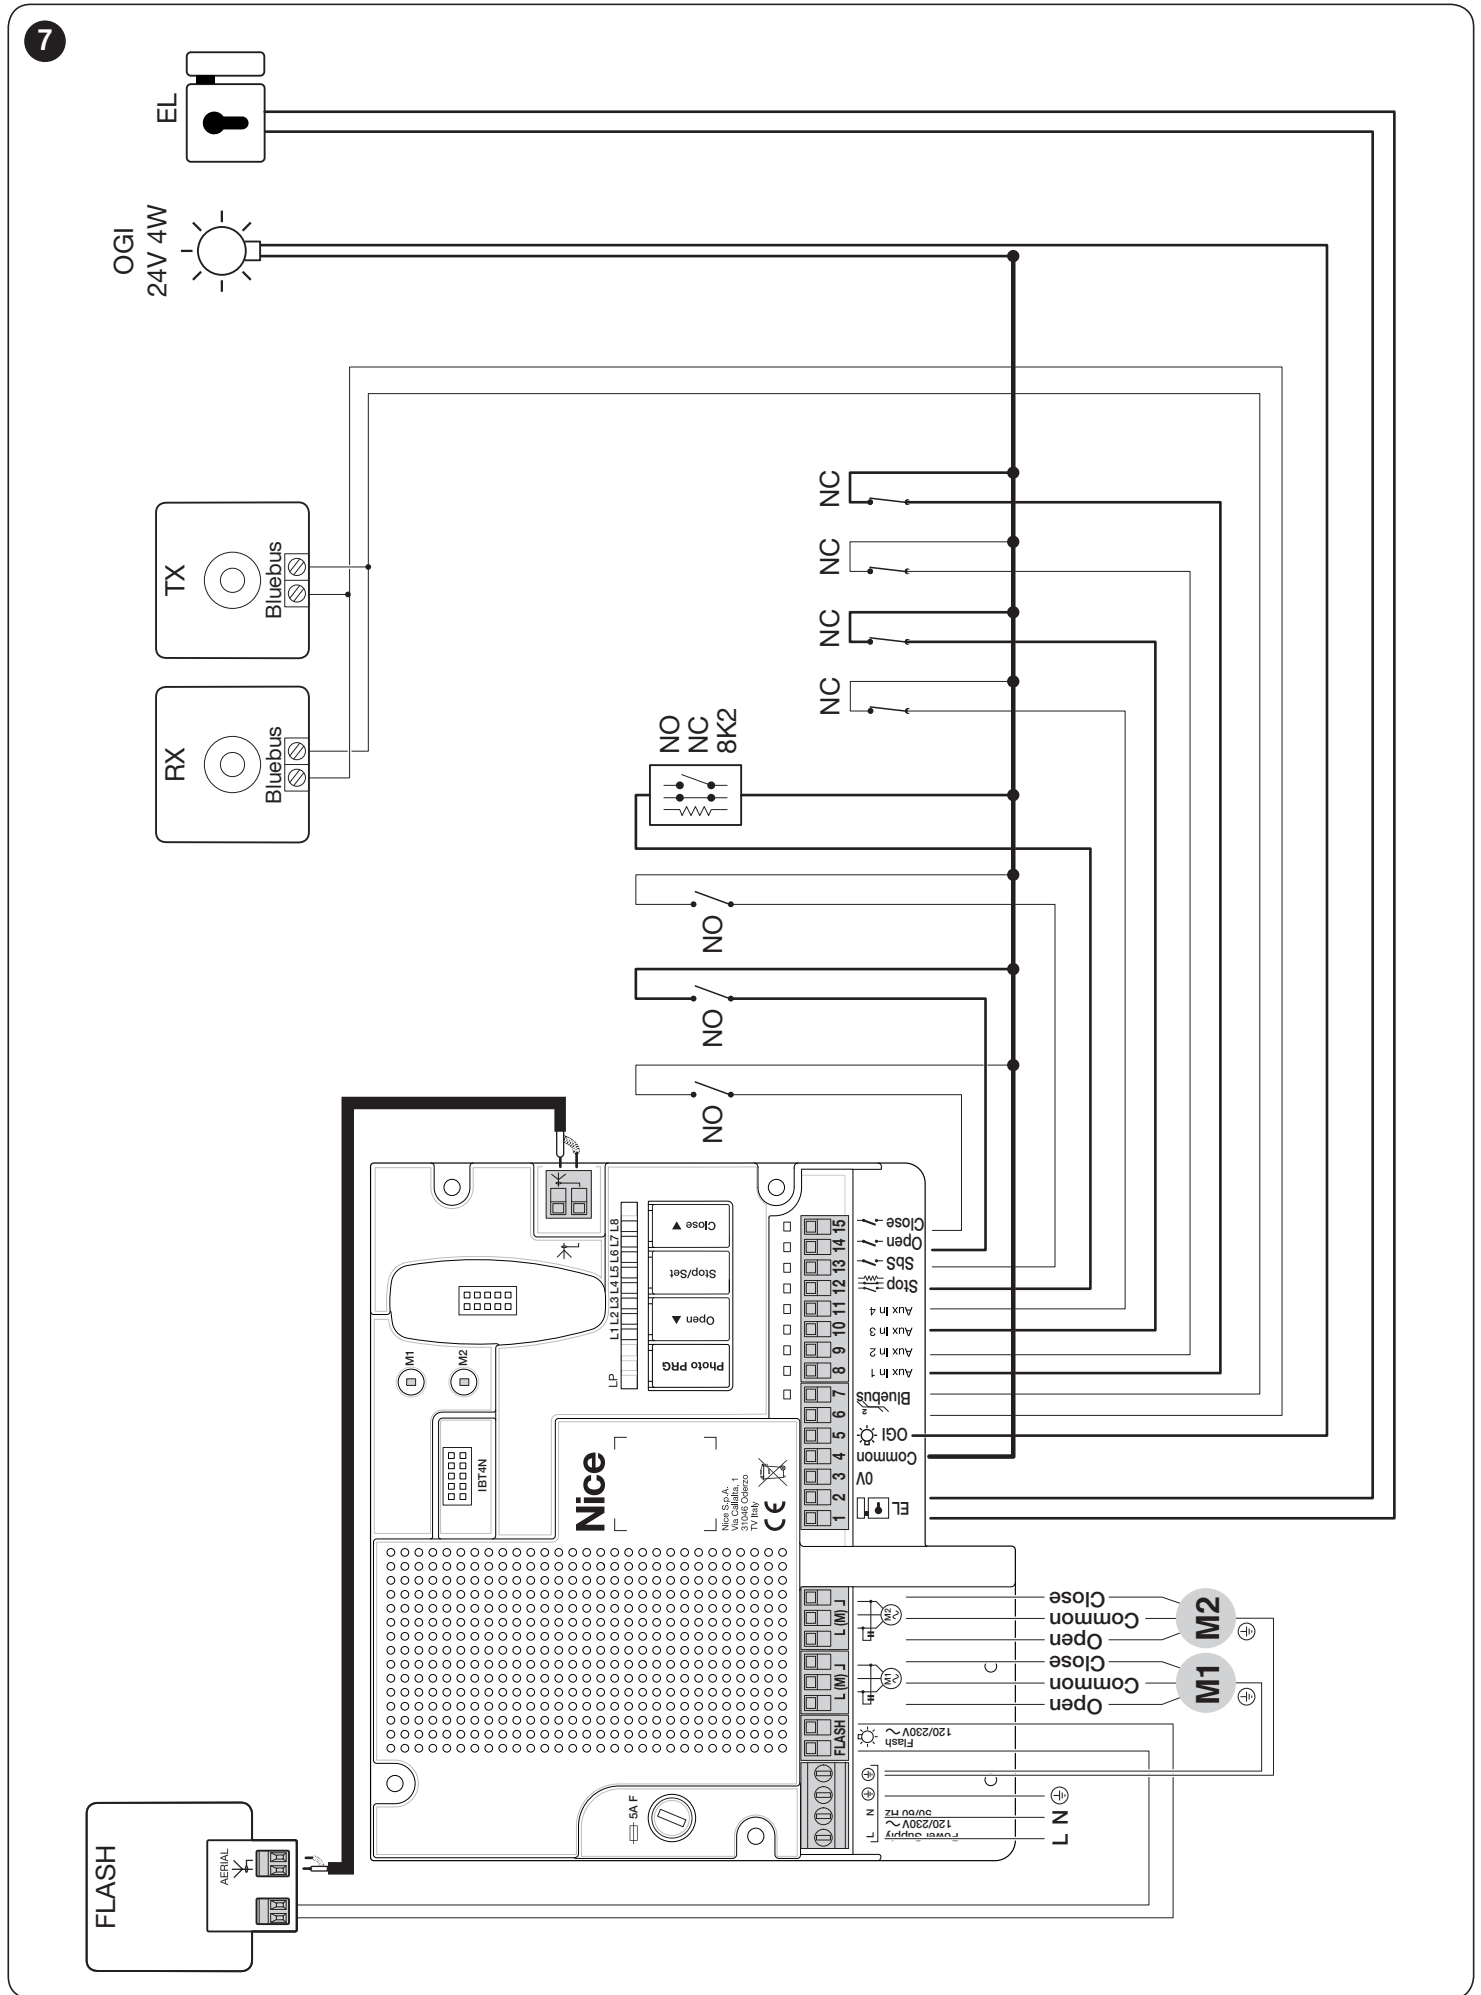 7
EL
OGI
24V 4W
TX
Bluebus
RX
Bluebus
NC
NC
NC
NC
NO
NC
8K2
NO
NO
NO
L1 L2 L3 L4 L5 L6 L7 L8
LP
Close ▼
Stop/Set
Open ▲
Photo PRG
M1
M2
IBT4N
Nice
Nice S.p.A.
Via Callalta, 1
31046 Oderzo
TV Italy
CE
15 Close
14 Open
13 SbS
12 Stop
11 Aux In 4
10 Aux In 3
9 Aux In 2
8 Aux In 1
7
6
Bluebus
5 OGI
4 Common
3 0V
2
1
EL
L (M)
M2
L (M)
M1
Close
Common
Open
M2
Close
Common
Open
M1
FLASH
Flash
120/230V
5A F
L N
Power Supply
120/230V
50/60 Hz
L N
FLASH
AERIAL